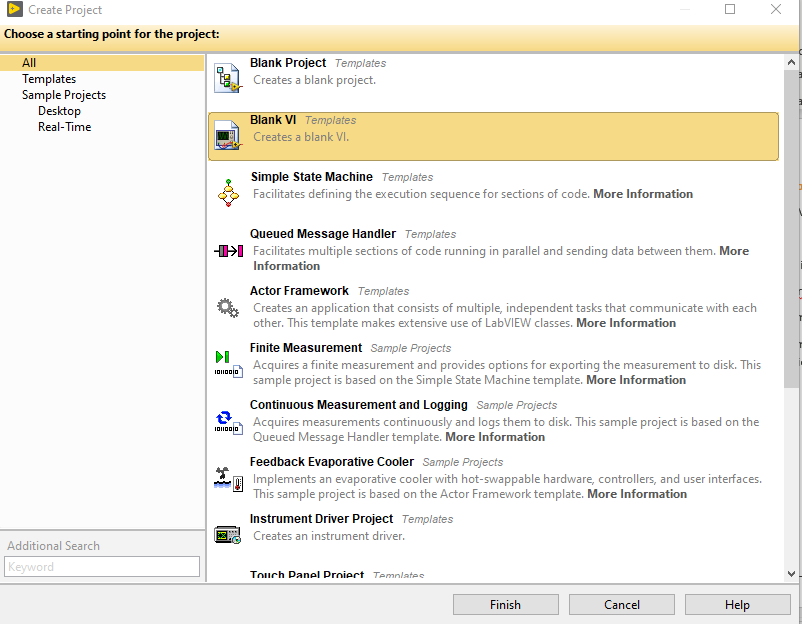 Create Project
Choose a starting point for the project:
All
Templates
Sample Projects
Desktop
Real-Time
Blank Project Templates
Creates a blank project.
Blank VI Templates
Creates a blank VI.
Simple State Machine Templates
Facilitates defining the execution sequence for sections of code. More Information
Queued Message Handler Templates
Facilitates multiple sections of code running in parallel and sending data between them. More
Information
Actor Framework Templates
Creates an application that consists of multiple, independent tasks that communicate with each
other. This template makes extensive use of LabVIEW classes. More Information
Finite Measurement Sample Projects
Acquires a finite measurement and provides options for exporting the measurement to disk. This
sample project is based on the Simple State Machine template. More Information
Continuous Measurement and Logging Sample Projects
Acquires measurements continuously and logs them to disk. This sample project is based on the
Queued Message Handler template. More Information
Feedback Evaporative Cooler Sample Projects
Implements an evaporative cooler with hot-swappable hardware, controllers, and user interfaces.
This sample project is based on the Actor Framework template. More Information
Instrument Driver Project Templates
Creates an instrument driver.
Touch Panel Project Templates
Additional Search
Keyword
Finish
Cancel
Help